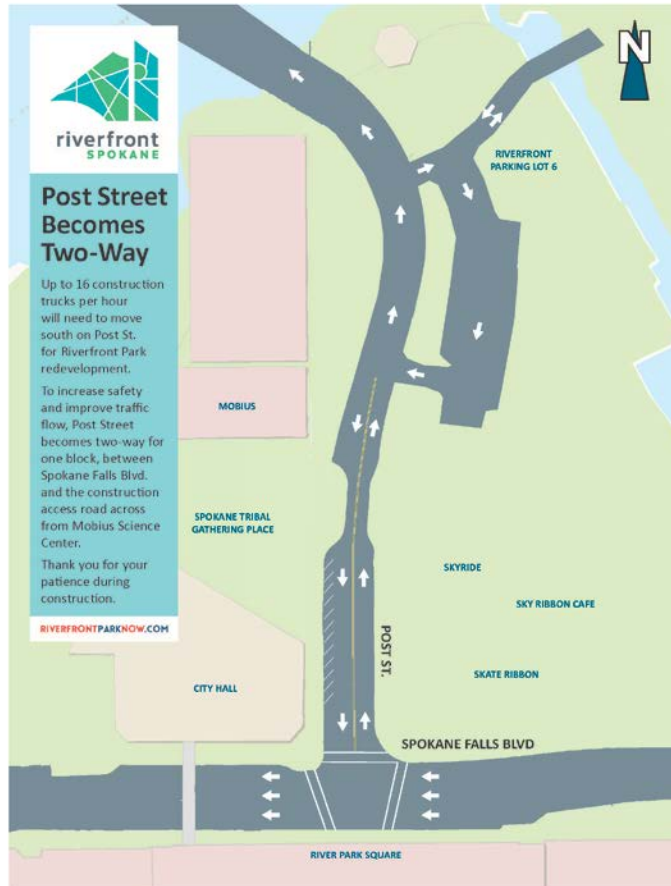 riverfront
SPOKANE
Post Street
Becomes
Two-Way
Up to 16 construction
trucks per hour
will need to move
south on Post St.
for Riverfront Park
redevelopment.
To increase safety
and improve traffic
flow, Post Street
becomes two-way for
one block, between
Spokane Falls Blvd.
and the construction
access road across
from Mobius Science
Center.
Thank you for your
patience during
construction.
RIVERFRONTPARKNOW.COM
N
RIVERFRONT
PARKING LOT 6
MOBIUS
SPOKANE TRIBAL
GATHERING PLACE
SKYRIDE
SKY RIBBON CAFE
POST ST.
CITY HALL
SKATE RIBBON
SPOKANE FALLS BLVD
RIVER PARK SQUARE